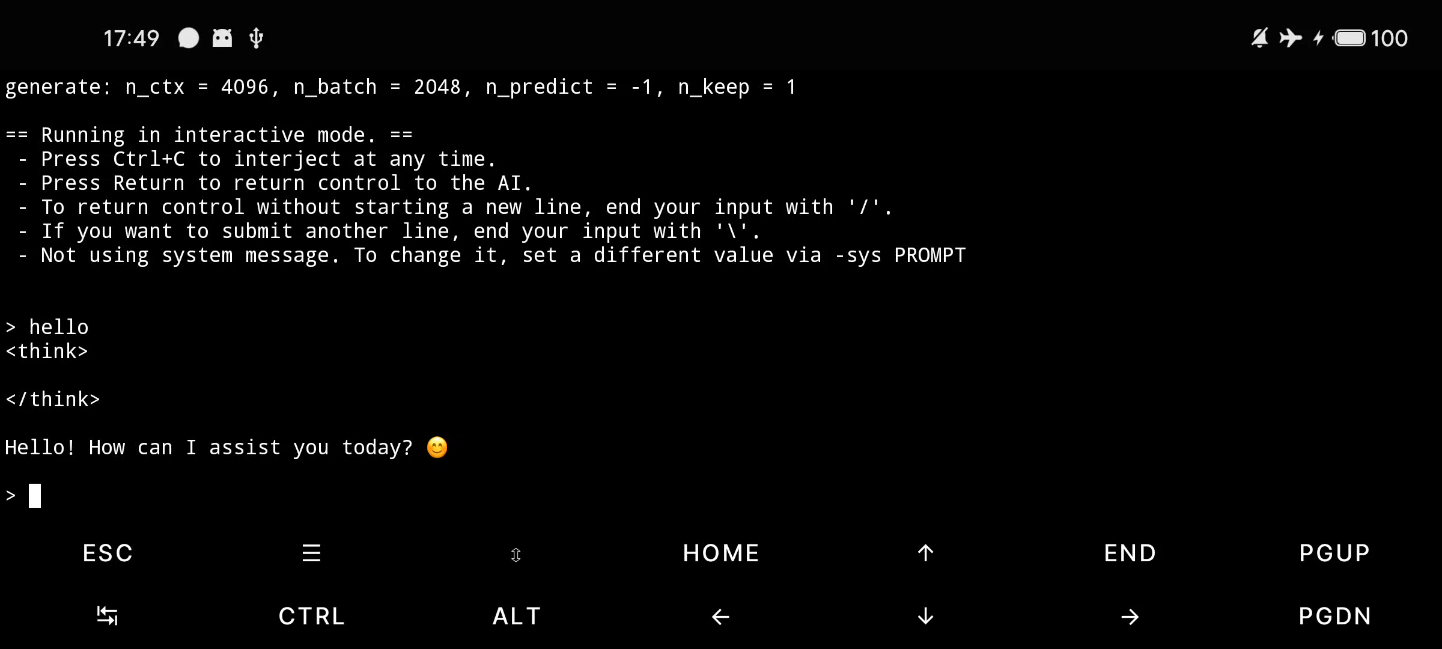 17:49 100
generate: n_ctx = 4096, n_batch = 2048, n_predict = -1, n_keep = 1
== Running in interactive mode. ==
 - Press Ctrl+C to interject at any time.
 - Press Return to return control to the AI.
 - To return control without starting a new line, end your input with '/'.
 - If you want to submit another line, end your input with '\'.
 - Not using system message. To change it, set a different value via -sys PROMPT
> hello
<think>
</think>
Hello! How can I assist you today? 😊
>
ESC ☰ ⇳ HOME ↑ END PGUP
↹ CTRL ALT ← ↓ → PGDN